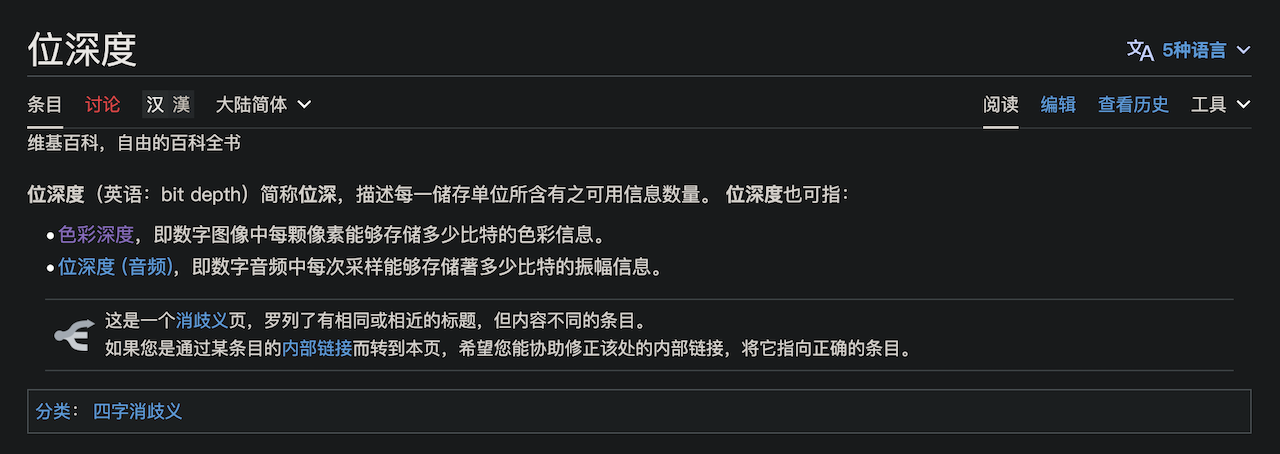 位深度
文A 5种语言
条目 讨论 汉 漢 大陆简体 阅读 编辑 查看历史 工具
维基百科，自由的百科全书
位深度（英语：bit depth）简称位深，描述每一储存单位所含有之可用信息数量。 位深度也可指：
•色彩深度，即数字图像中每颗像素能够存储多少比特的色彩信息。
•位深度 (音频)，即数字音频中每次采样能够存储著多少比特的振幅信息。
这是一个消歧义页，罗列了有相同或相近的标题，但内容不同的条目。
如果您是通过某条目的内部链接而转到本页，希望您能协助修正该处的内部链接，将它指向正确的条目。
分类： 四字消歧义